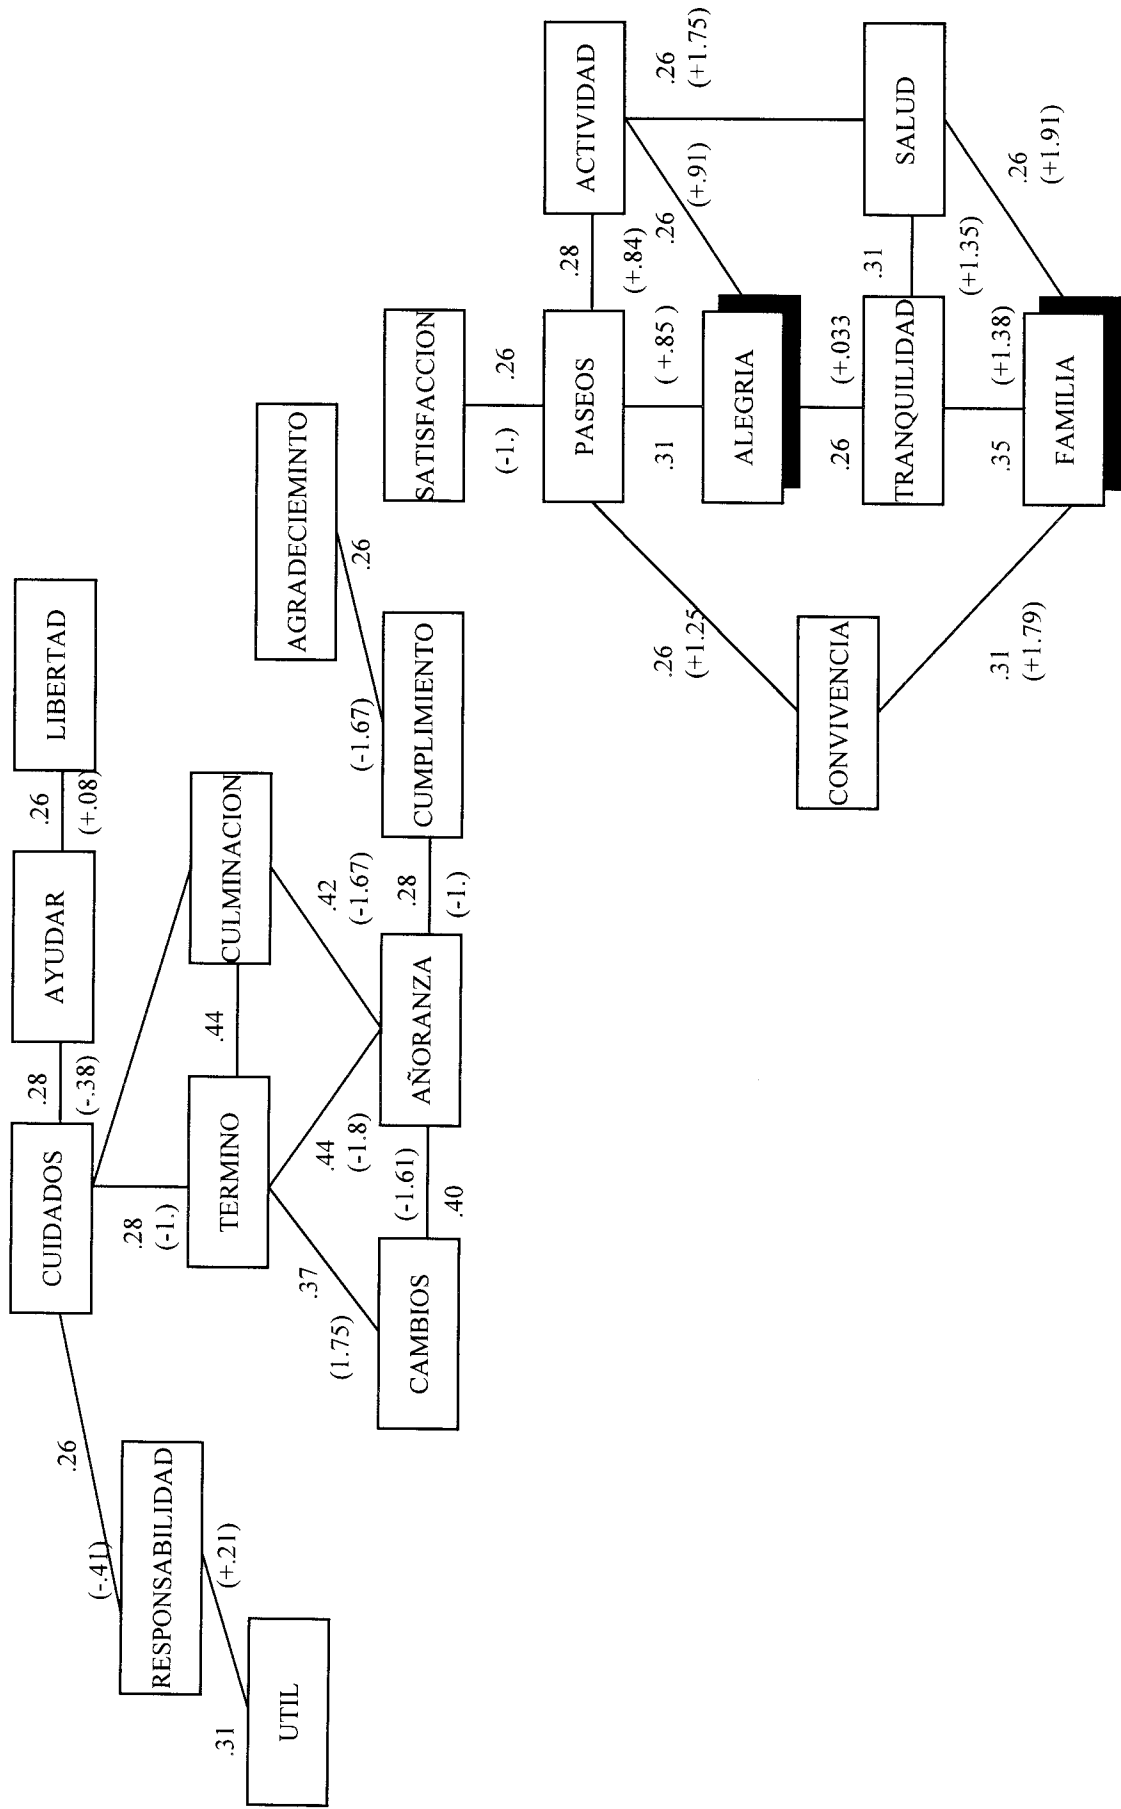 CUIDADOS
.28
(-.38)
AYUDAR
.26
(+.08)
LIBERTAD
.26
(-.41)
RESPONSABILIDAD
.28
(-1.)
.31
(+.21)
UTIL
TERMINO
.44
CULMINACION
AGRADECIEMINTO
.37
(1.75)
.44
(-1.8)
.42
(-1.67)
(-1.67)
.26
CAMBIOS
(-1.61)
.40
AÑORANZA
.28
(-1.)
CUMPLIMIENTO
SATISFACCION
(-1.)
.26
PASEOS
.28
(+.84)
ACTIVIDAD
.26
(+1.25
.31
(+.85 )
.26
(+.91)
.26
(+1.75)
ALEGRIA
CONVIVENCIA
.26
(+.033
TRANQUILIDAD
.31
(+1.35)
SALUD
.31
(+1.79)
.35
(+1.38)
.26
(+1.91)
FAMILIA